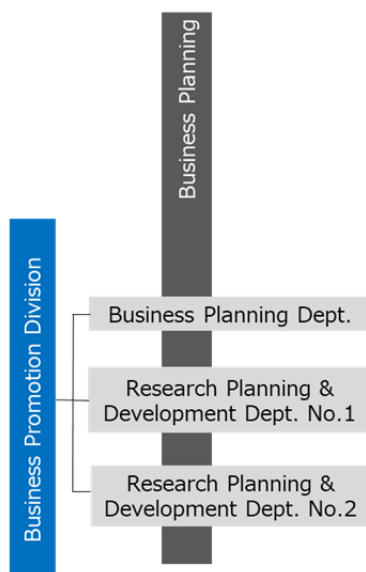 Business Planning
Business Promotion Division
Business Planning Dept.
Research Planning &
Development Dept. No.1
Research Planning &
Development Dept. No.2